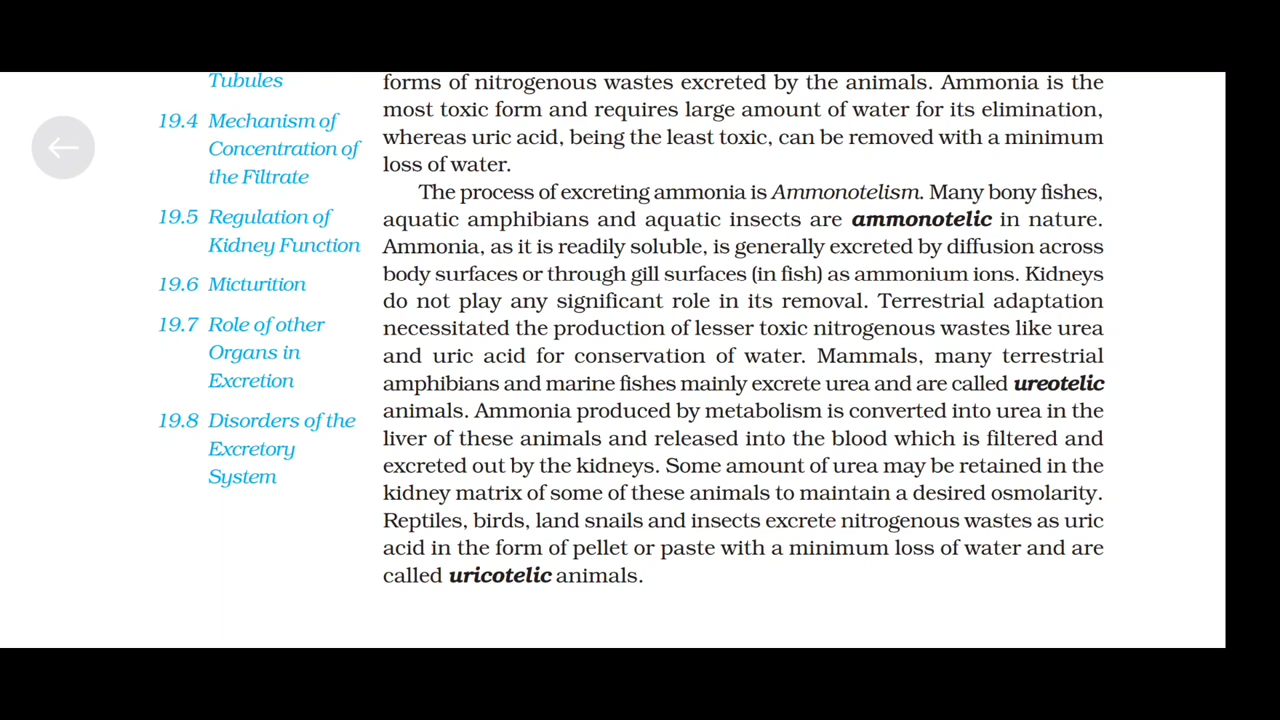 Tubules
19.4 Mechanism of
Concentration of
the Filtrate
19.5 Regulation of
Kidney Function
19.6 Micturition
19.7 Role of other
Organs in
Excretion
19.8 Disorders of the
Excretory
System
forms of nitrogenous wastes excreted by the animals. Ammonia is the
most toxic form and requires large amount of water for its elimination,
whereas uric acid, being the least toxic, can be removed with a minimum
loss of water.
The process of excreting ammonia is Ammonotelism. Many bony fishes,
aquatic amphibians and aquatic insects are ammonotelic in nature.
Ammonia, as it is readily soluble, is generally excreted by diffusion across
body surfaces or through gill surfaces (in fish) as ammonium ions. Kidneys
do not play any significant role in its removal. Terrestrial adaptation
necessitated the production of lesser toxic nitrogenous wastes like urea
and uric acid for conservation of water. Mammals, many terrestrial
amphibians and marine fishes mainly excrete urea and are called ureotelic
animals. Ammonia produced by metabolism is converted into urea in the
liver of these animals and released into the blood which is filtered and
excreted out by the kidneys. Some amount of urea may be retained in the
kidney matrix of some of these animals to maintain a desired osmolarity.
Reptiles, birds, land snails and insects excrete nitrogenous wastes as uric
acid in the form of pellet or paste with a minimum loss of water and are
called uricotelic animals.